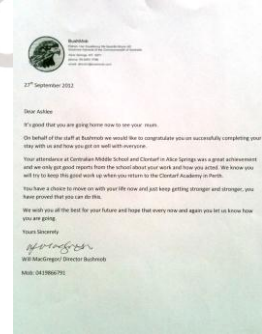 Bushmob
27th September 2012
Dear Ashlee
It's good that you are going home now to see your mum.
On behalf of the staff at Bushmob we would like to congratulate you on successfully completing your
stay with us and how you got on well with everyone.
Your attendance at Centralian Middle School and Clontarf in Alice Springs was a great achievement
and we only got good reports from the school about your work and how you acted. We know you
will try to keep this good work up when you return to the Clontarf Academy in Perth.
You have a choice to move on with your life now and just keep getting stronger and stronger, you
have proved that you can do this.
We wish you all the best for your future and hope that every now and again you let us know how
you are going.
Yours Sincerely
Will MacGregor/ Director Bushmob
Mob: 0419866791